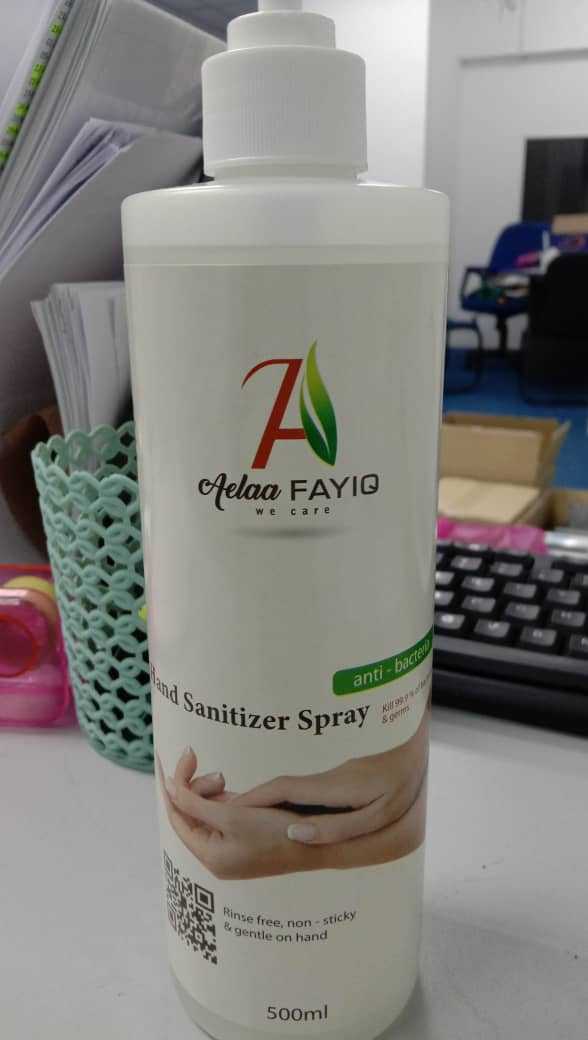 Aelaa FAYIQ
we care
anti - bacteria
Hand Sanitizer Spray
Kill 99.9 % of
& germs
Rinse free, non - sticky
& gentle on hand
500ml